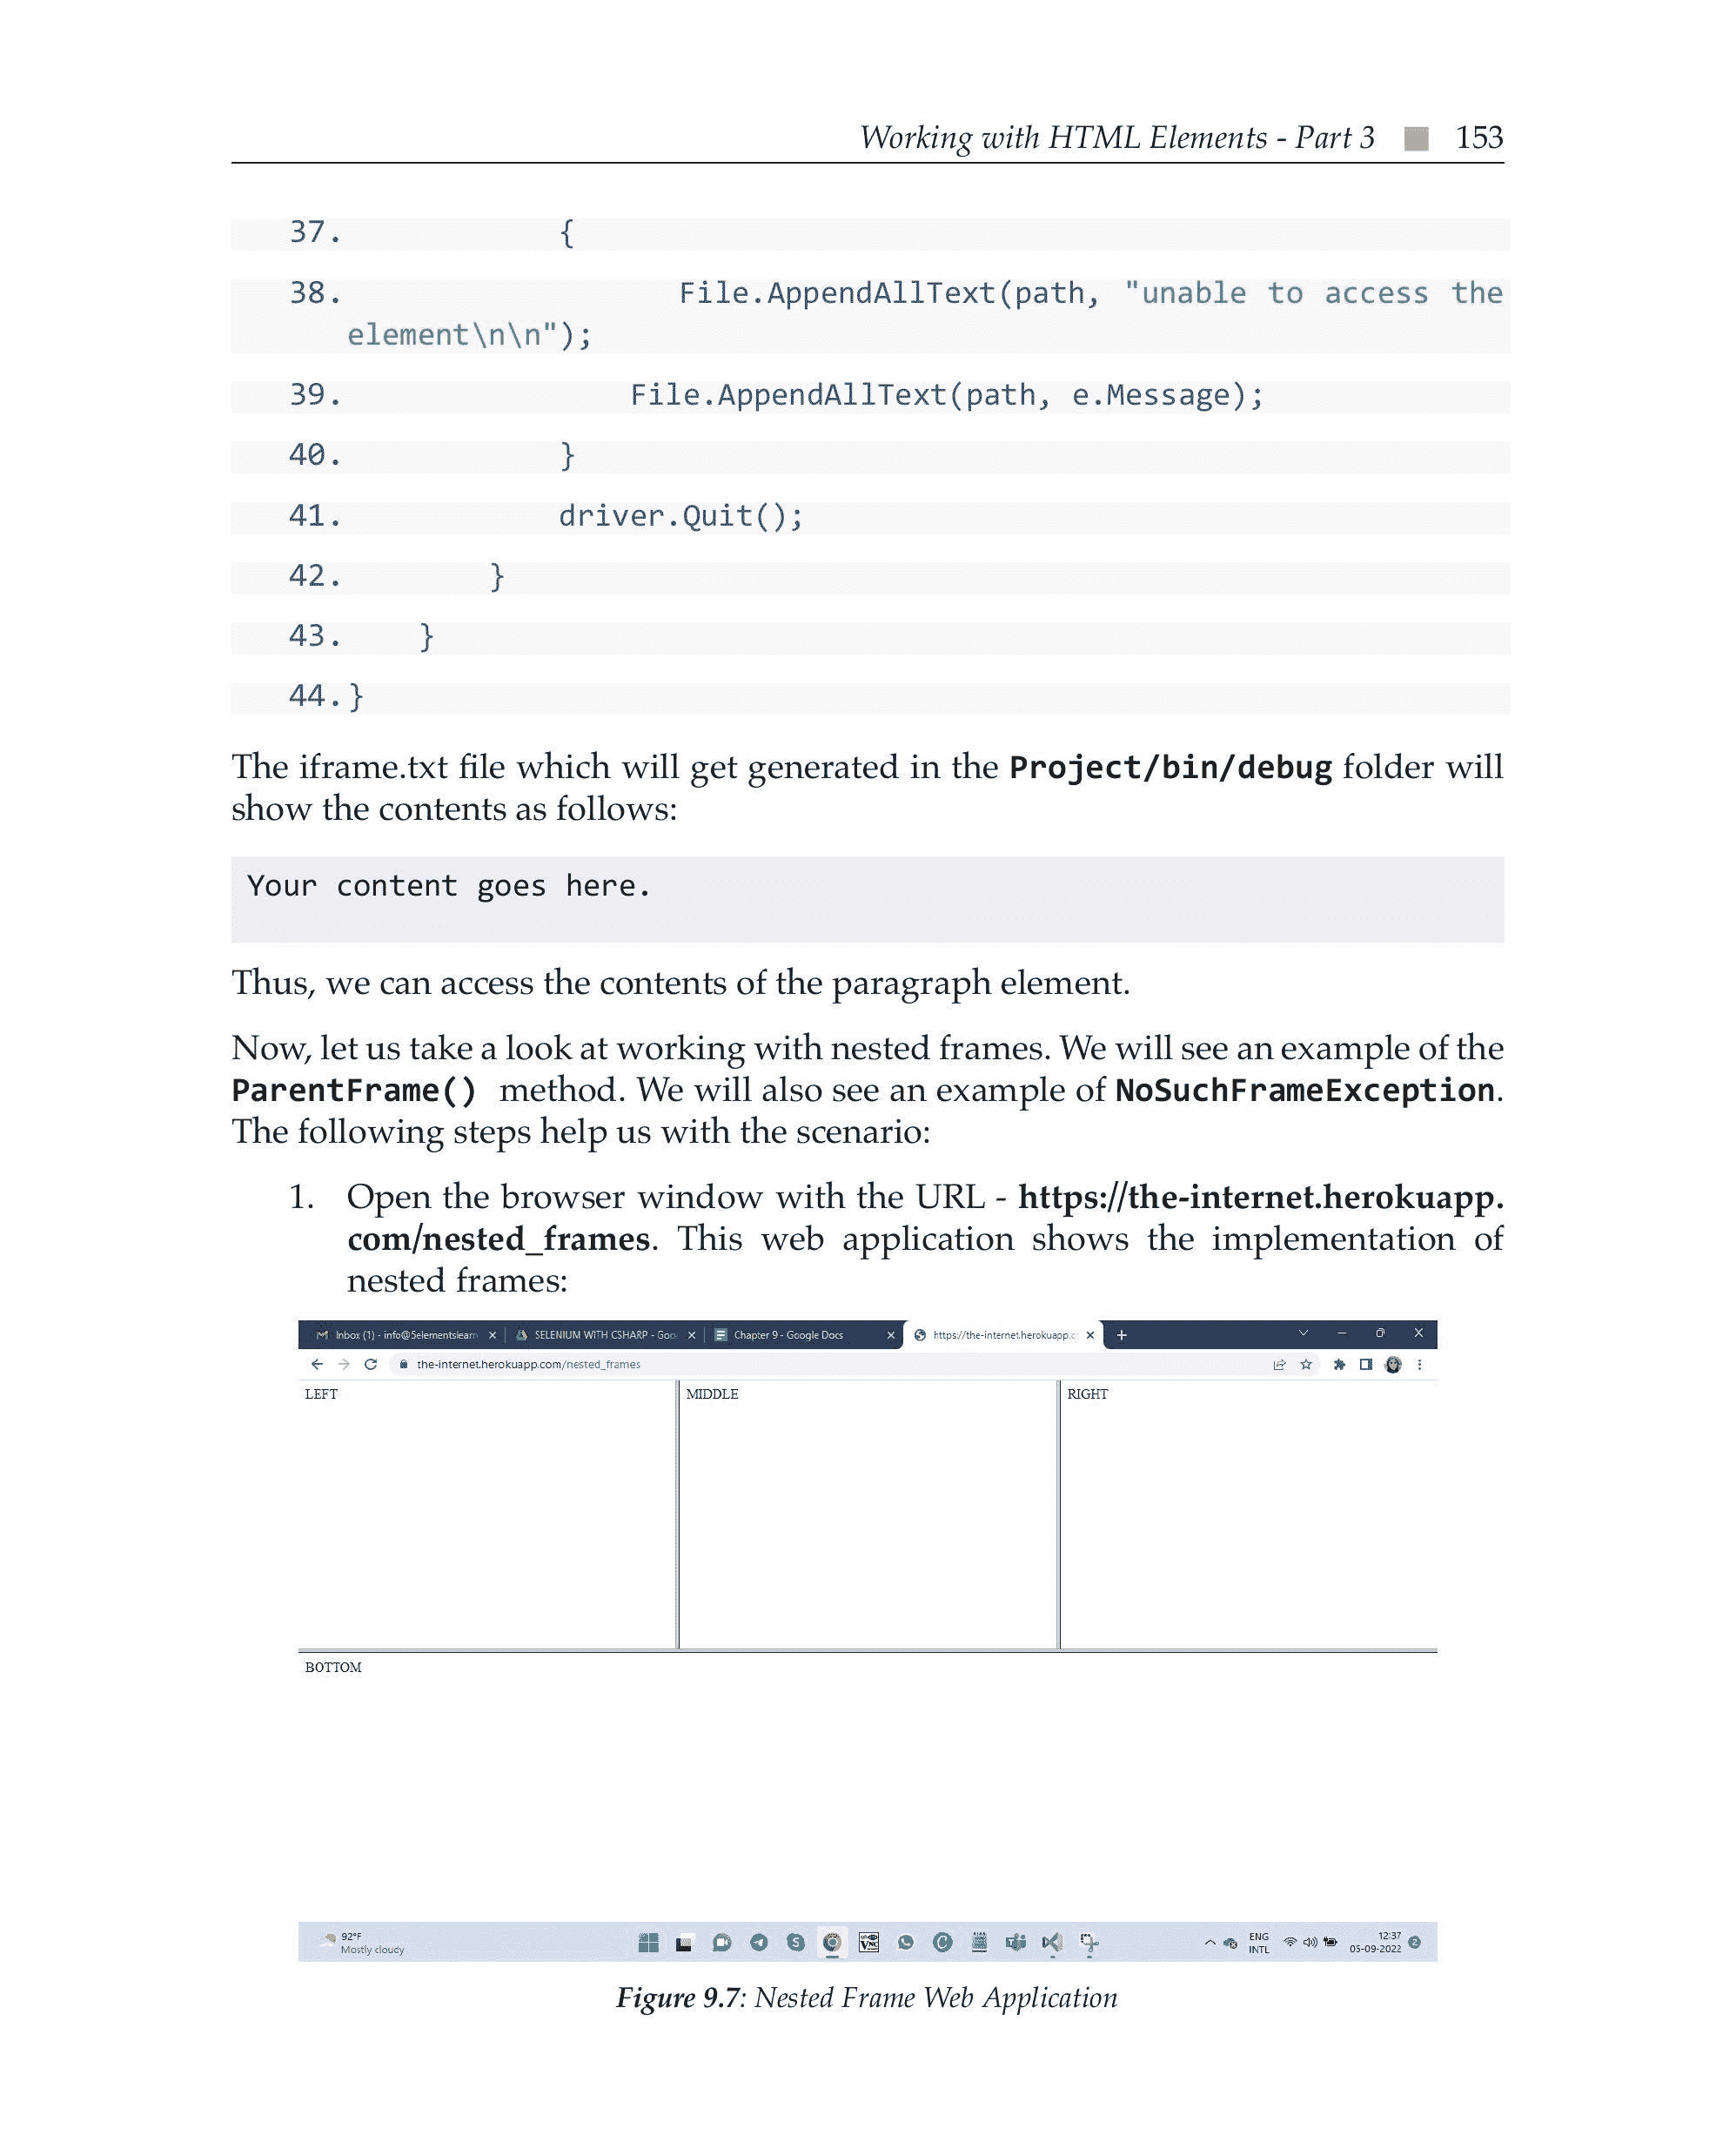 Working with HTML Elements - Part 3 153
37. {
38. File.AppendAllText(path, "unable to access the
element\n\n");
39. File.AppendAllText(path, e.Message);
40. }
41. driver.Quit();
42. }
43. }
44. }
The iframe.txt file which will get generated in the Project/bin/debug folder will
show the contents as follows:
Your content goes here.
Thus, we can access the contents of the paragraph element.
Now, let us take a look at working with nested frames. We will see an example of the
ParentFrame() method. We will also see an example of NoSuchFrameException.
The following steps help us with the scenario:
1. Open the browser window with the URL - https://the-internet.herokuapp.
com/nested_frames. This web application shows the implementation of
nested frames:
Inbox (1) - info@5elementslearn SELENIUM WITH CSHARP - Goo Chapter 9 - Google Docs https://the-internet.herokuapp.c
the-internet.herokuapp.com/nested_frames
LEFT MIDDLE RIGHT
BOTTOM
92°F
Mostly cloudy
ENG
INTL
12:37
05-09-2022
2
Figure 9.7: Nested Frame Web Application